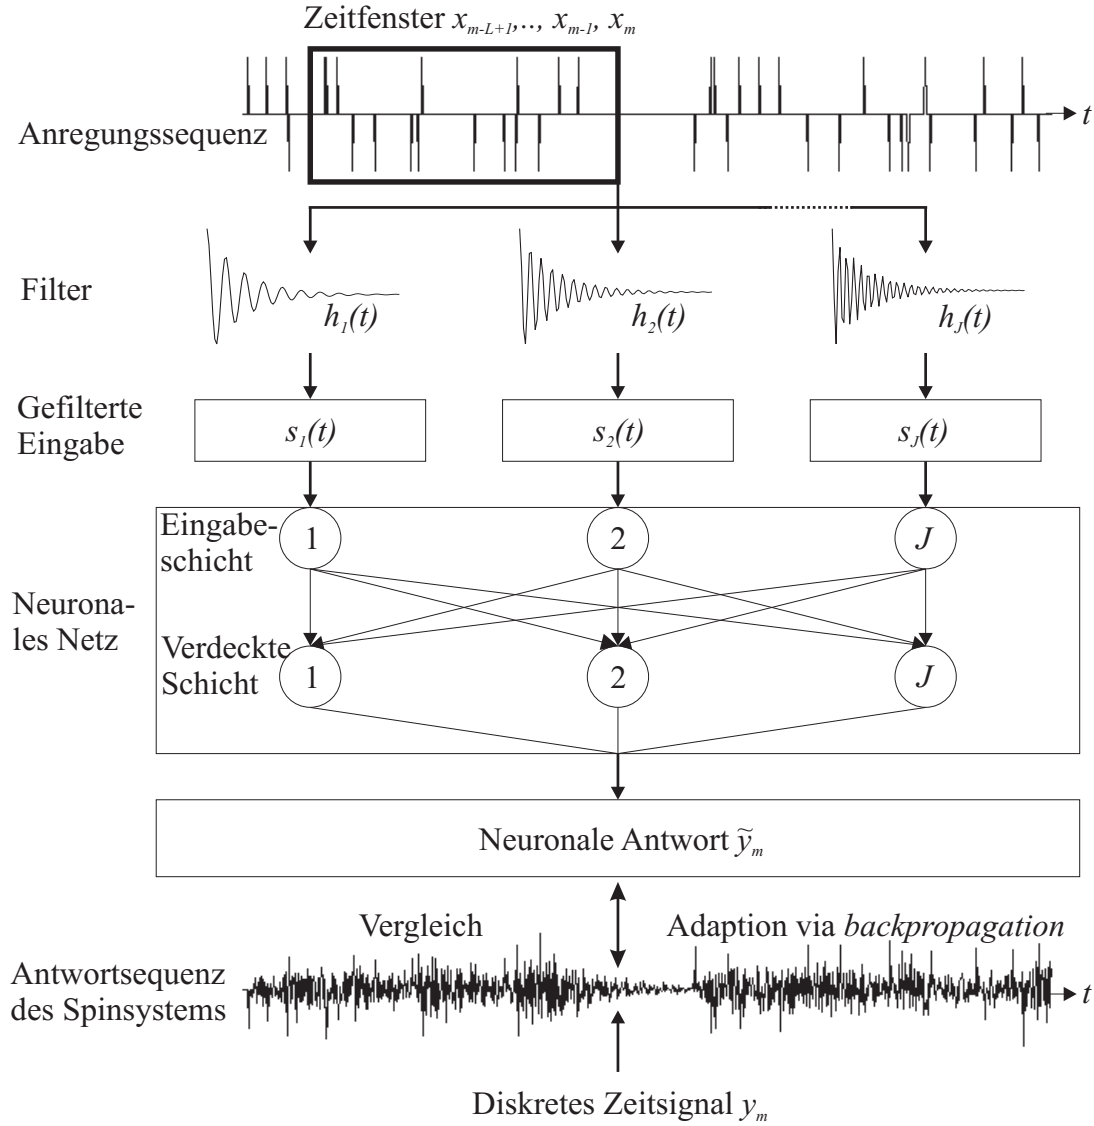 Zeitfenster x_{m-L+1},.., x_{m-1}, x_m
Anregungssequenz
t
Filter
h_1(t)
h_2(t)
h_J(t)
Gefilterte
Eingabe
s_1(t)
s_2(t)
s_J(t)
Eingabe-
schicht
1
2
J
Neurona-
les Netz
Verdeckte
Schicht
1
2
J
Neuronale Antwort ỹ_m
Vergleich
Adaption via backpropagation
Antwortsequenz
des Spinsystems
t
Diskretes Zeitsignal y_m